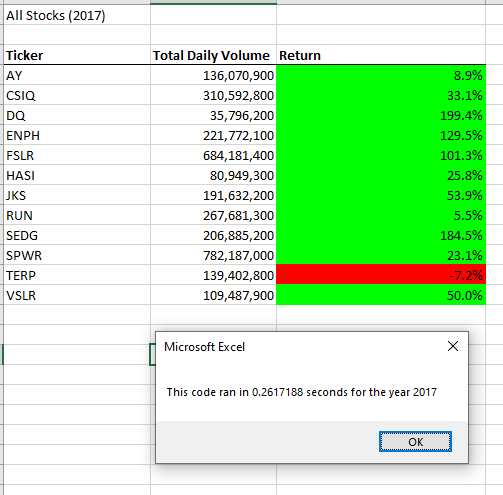 All Stocks (2017)
Ticker Total Daily Volume Return
AY 136,070,900 8.9%
CSIQ 310,592,800 33.1%
DQ 35,796,200 199.4%
ENPH 221,772,100 129.5%
FSLR 684,181,400 101.3%
HASI 80,949,300 25.8%
JKS 191,632,200 53.9%
RUN 267,681,300 5.5%
SEDG 206,885,200 184.5%
SPWR 782,187,000 23.1%
TERP 139,402,800 -7.2%
VSLR 109,487,900 50.0%
Microsoft Excel
This code ran in 0.2617188 seconds for the year 2017
OK